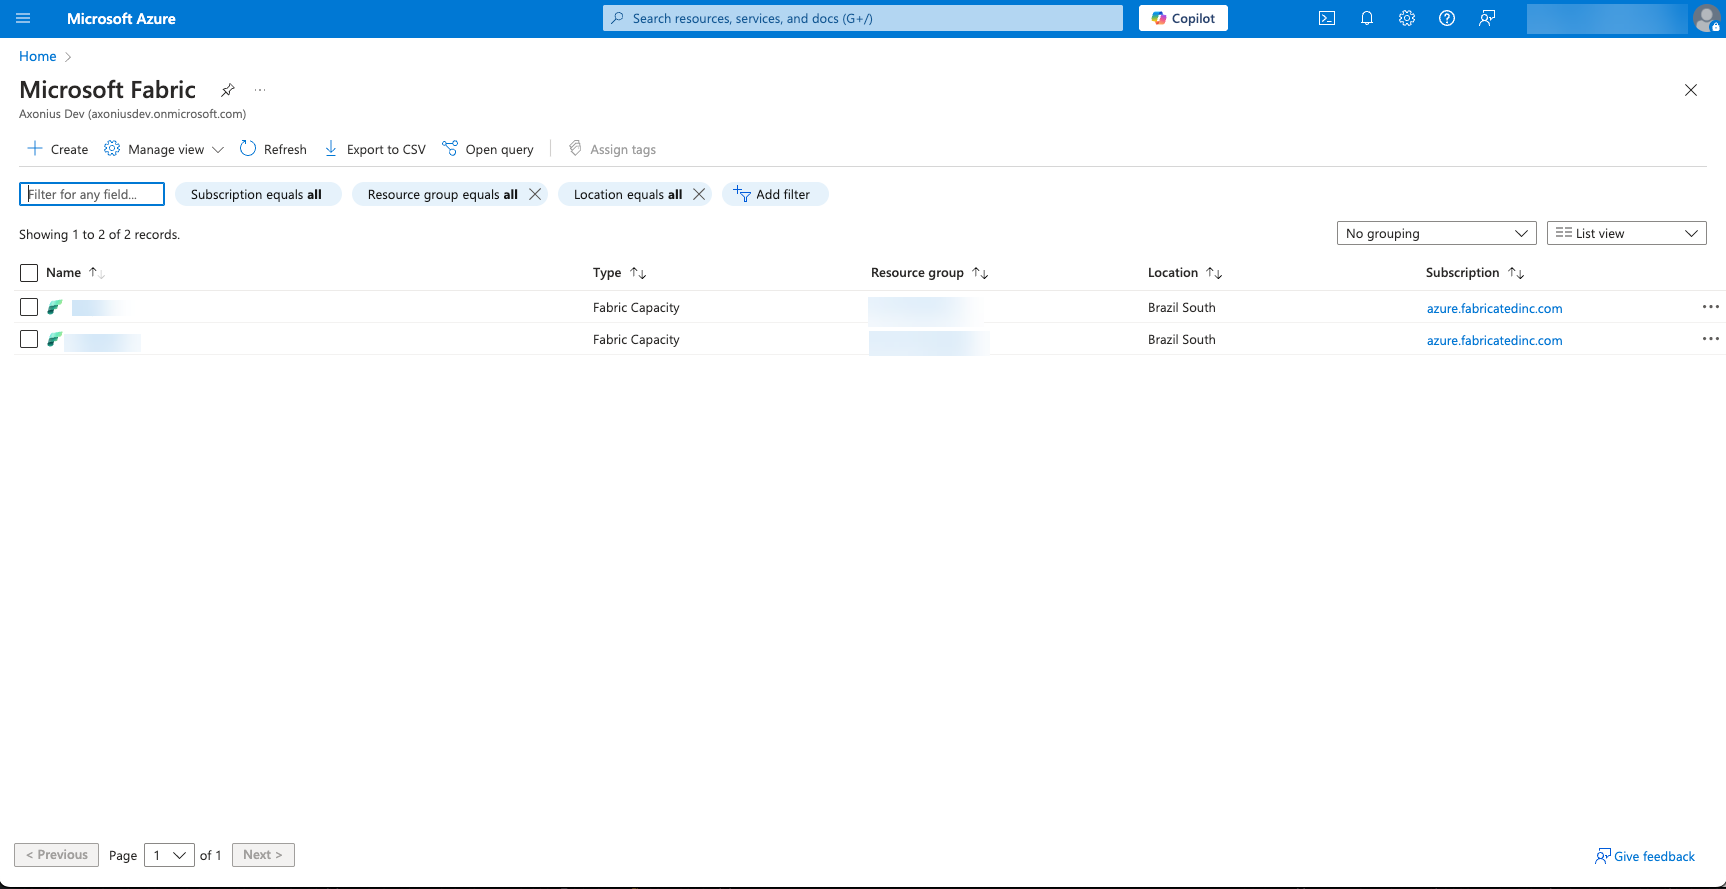 Microsoft Azure
Search resources, services, and docs (G+/)
Copilot
Home
Microsoft Fabric
Axonius Dev (axoniusdev.onmicrosoft.com)
Create
Manage view
Refresh
Export to CSV
Open query
Assign tags
Filter for any field...
Subscription equals all
Resource group equals all
Location equals all
Add filter
Showing 1 to 2 of 2 records.
No grouping
List view
Name
Type
Resource group
Location
Subscription
Fabric Capacity
Brazil South
azure.fabricatedinc.com
Fabric Capacity
Brazil South
azure.fabricatedinc.com
< Previous
Page
1
of 1
Next >
Give feedback